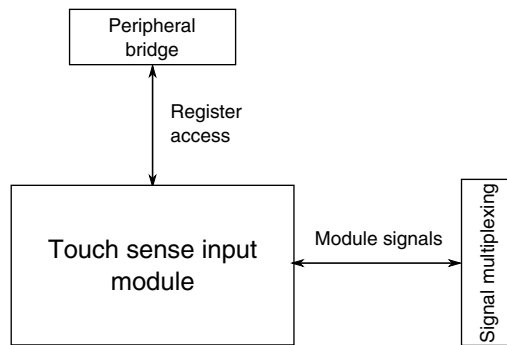 Peripheral
bridge
Register
access
Touch sense input
module
Module signals
Signal multiplexing